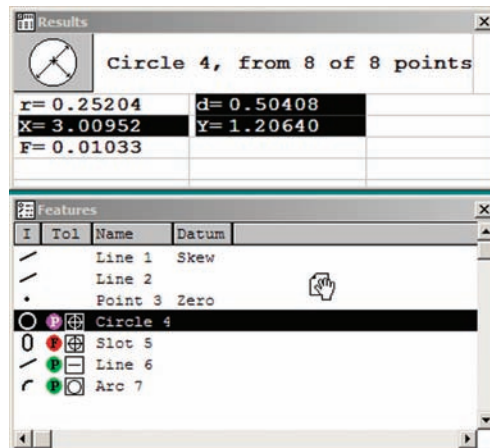 Results
Circle 4, from 8 of 8 points
r= 0.25204 d= 0.50408
X= 3.00952 Y= 1.20640
F= 0.01033
Features
I Tol Name Datum
Line 1 Skew
Line 2
Point 3 Zero
P Circle 4
F Slot 5
P Line 6
P Arc 7